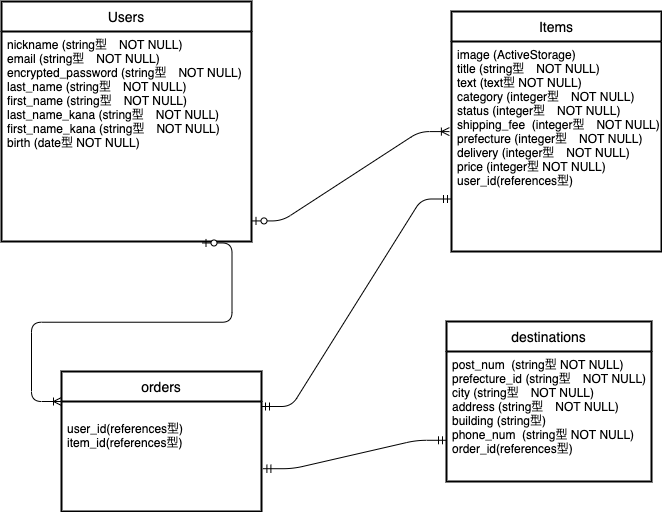 Users
nickname (string型　NOT NULL)
email (string型　NOT NULL)
encrypted_password (string型　NOT NULL)
last_name (string型　NOT NULL)
first_name (string型　NOT NULL)
last_name_kana (string型　NOT NULL)
first_name_kana (string型　NOT NULL)
birth (date型 NOT NULL)
Items
image (ActiveStorage)
title (string型　NOT NULL)
text (text型 NOT NULL)
category (integer型　NOT NULL)
status (integer型　NOT NULL)
shipping_fee  (integer型　NOT NULL)
prefecture (integer型　NOT NULL)
delivery (integer型　NOT NULL)
price (integer型　NOT NULL)
user_id(references型)
orders
user_id(references型)
item_id(references型)
destinations
post_num  (string型 NOT NULL)
prefecture_id (string型　NOT NULL)
city (string型　NOT NULL)
address (string型　NOT NULL)
building (string型)
phone_num  (string型 NOT NULL)
order_id(references型)